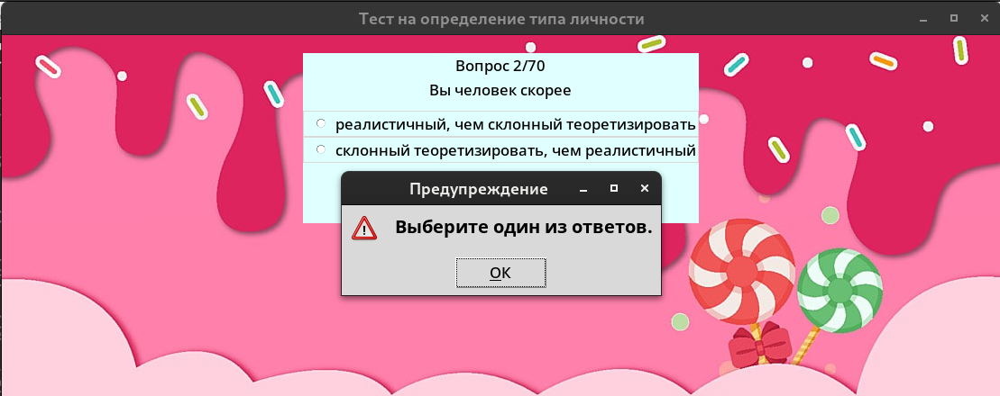 Тест на определение типа личности
Вопрос 2/70
Вы человек скорее
реалистичный, чем склонный теоретизировать
склонный теоретизировать, чем реалистичный
Предупреждение
Выберите один из ответов.
OK